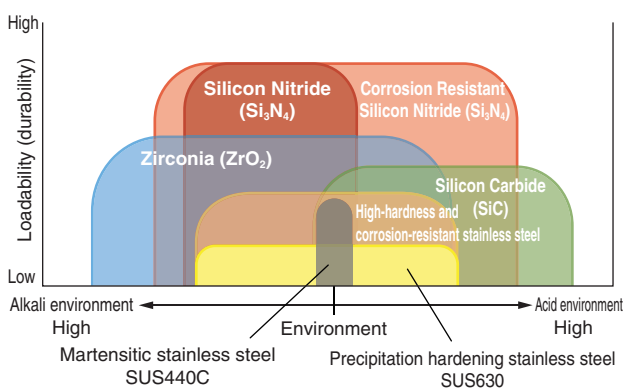 High
Loadability (durability)
Low
Silicon Nitride
(Si₃N₄)
Corrosion Resistant
Silicon Nitride (Si₃N₄)
Zirconia (ZrO₂)
Silicon Carbide
(SiC)
High-hardness and
corrosion-resistant stainless steel
Alkali environment
High
Environment
Acid environment
High
Martensitic stainless steel
SUS440C
Precipitation hardening stainless steel
SUS630